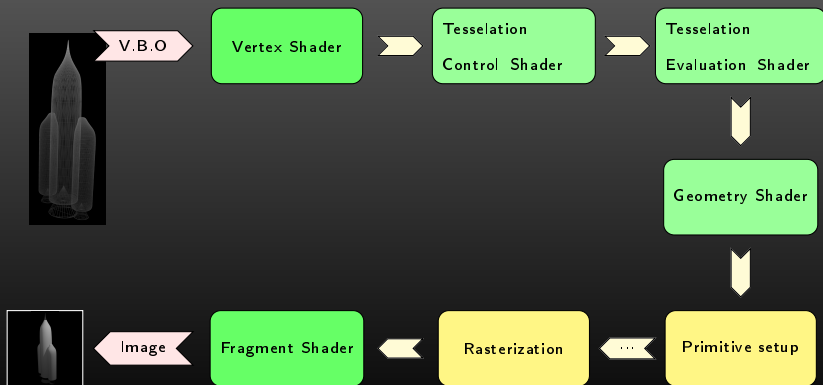 V.B.O
Vertex Shader
Tesselation
Control Shader
Tesselation
Evaluation Shader
Geometry Shader
Primitive setup
...
Rasterization
Fragment Shader
Image